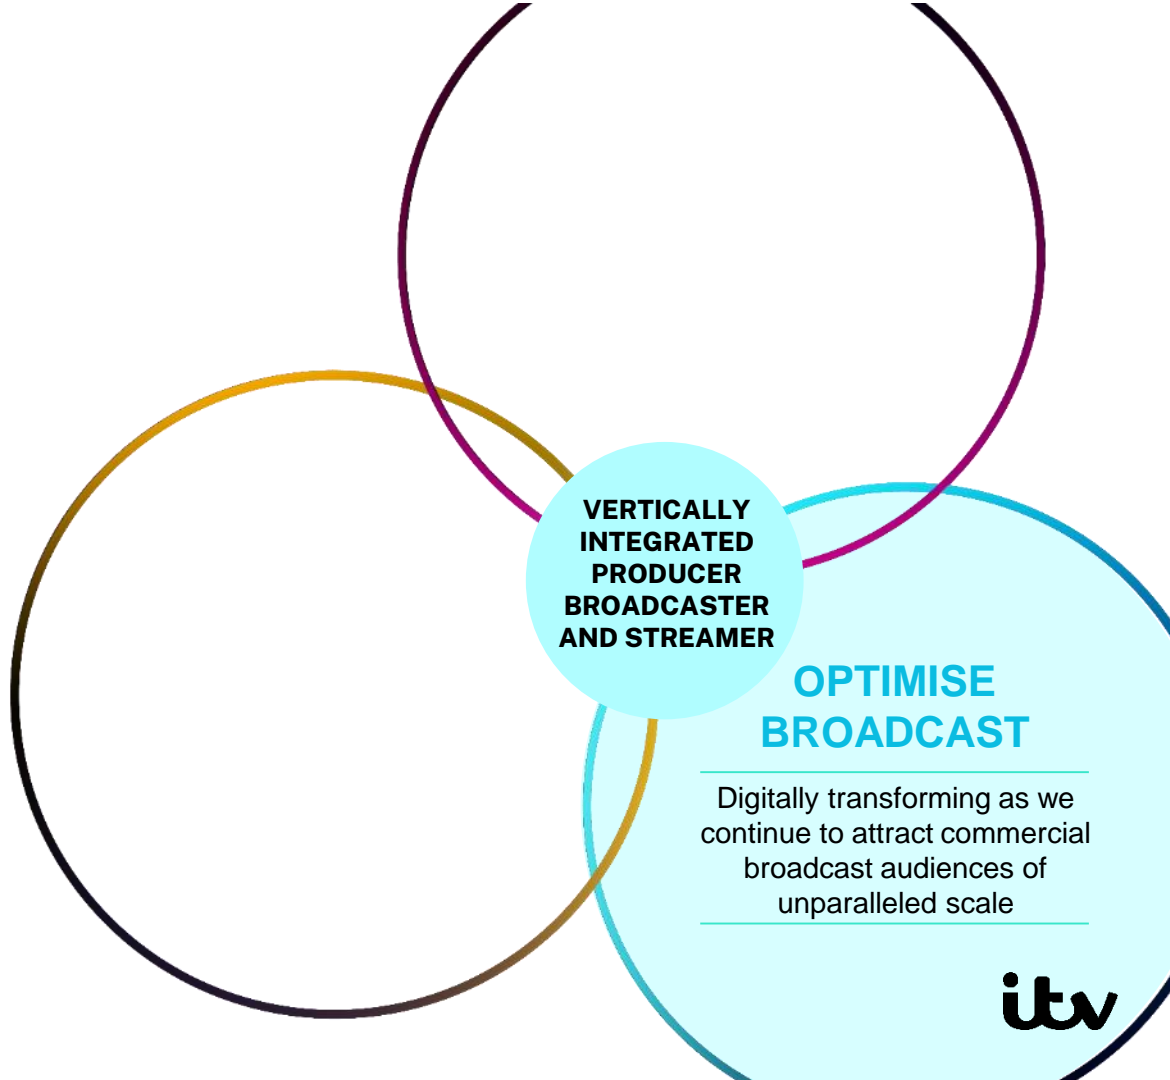 VERTICALLY
INTEGRATED
PRODUCER
BROADCASTER
AND STREAMER
OPTIMISE
BROADCAST
Digitally transforming as we
continue to attract commercial
broadcast audiences of
unparalleled scale
itv